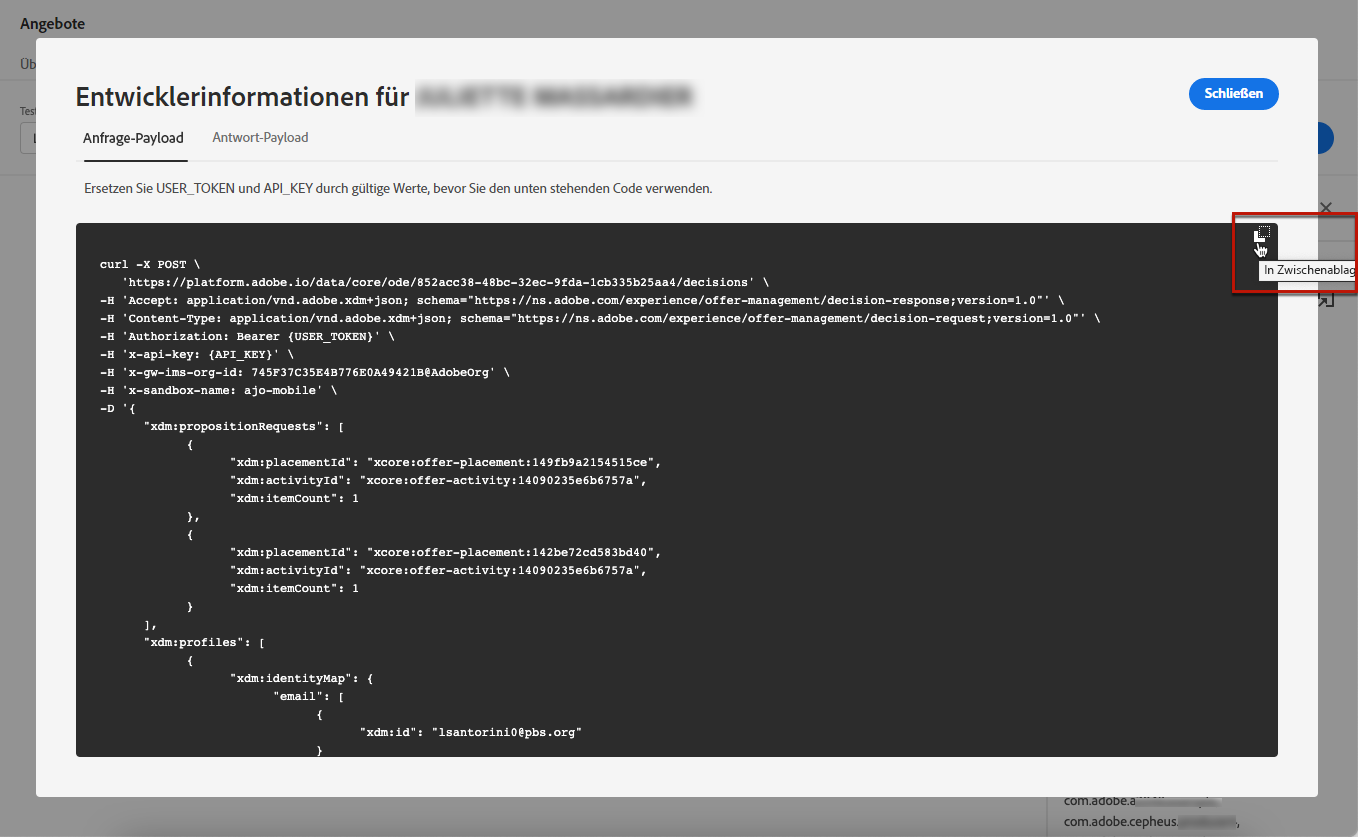 Angebote
Üb
Test
Entwicklerinformationen für
Schließen
Anfrage-Payload
Antwort-Payload
Ersetzen Sie USER_TOKEN und API_KEY durch gültige Werte, bevor Sie den unten stehenden Code verwenden.
In Zwischenablag
curl -X POST \
'https://platform.adobe.io/data/core/ode/852acc38-48bc-32ec-9fda-1cb335b25aa4/decisions' \
-H 'Accept: application/vnd.adobe.xdm+json; schema="https://ns.adobe.com/experience/offer-management/decision-response;version=1.0"' \
-H 'Content-Type: application/vnd.adobe.xdm+json; schema="https://ns.adobe.com/experience/offer-management/decision-request;version=1.0"' \
-H 'Authorization: Bearer {USER_TOKEN}' \
-H 'x-api-key: {API_KEY}' \
-H 'x-gw-ims-org-id: 745F37C35E4B776E0A49421B@AdobeOrg' \
-H 'x-sandbox-name: ajo-mobile' \
-D '{
"xdm:propositionRequests": [
{
"xdm:placementId": "xcore:offer-placement:149fb9a2154515ce",
"xdm:activityId": "xcore:offer-activity:14090235e6b6757a",
"xdm:itemCount": 1
},
{
"xdm:placementId": "xcore:offer-placement:142be72cd583bd40",
"xdm:activityId": "xcore:offer-activity:14090235e6b6757a",
"xdm:itemCount": 1
}
],
"xdm:profiles": [
{
"xdm:identityMap": {
"email": [
{
"xdm:id": "lsantorini0@pbs.org"
}
com.adobe.a
com.adobe.cepheus.